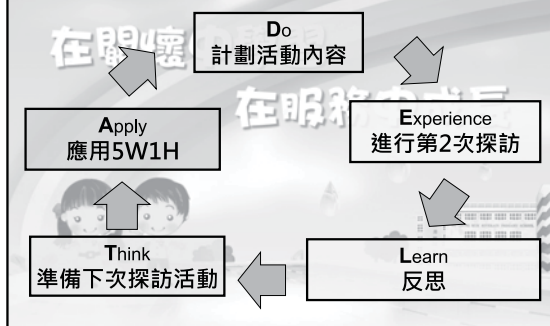 在關懷
在服務中成長
Do
計劃活動內容
Experience
進行第2次探訪
Learn
反思
Think
準備下次探訪活動
Apply
應用5W1H